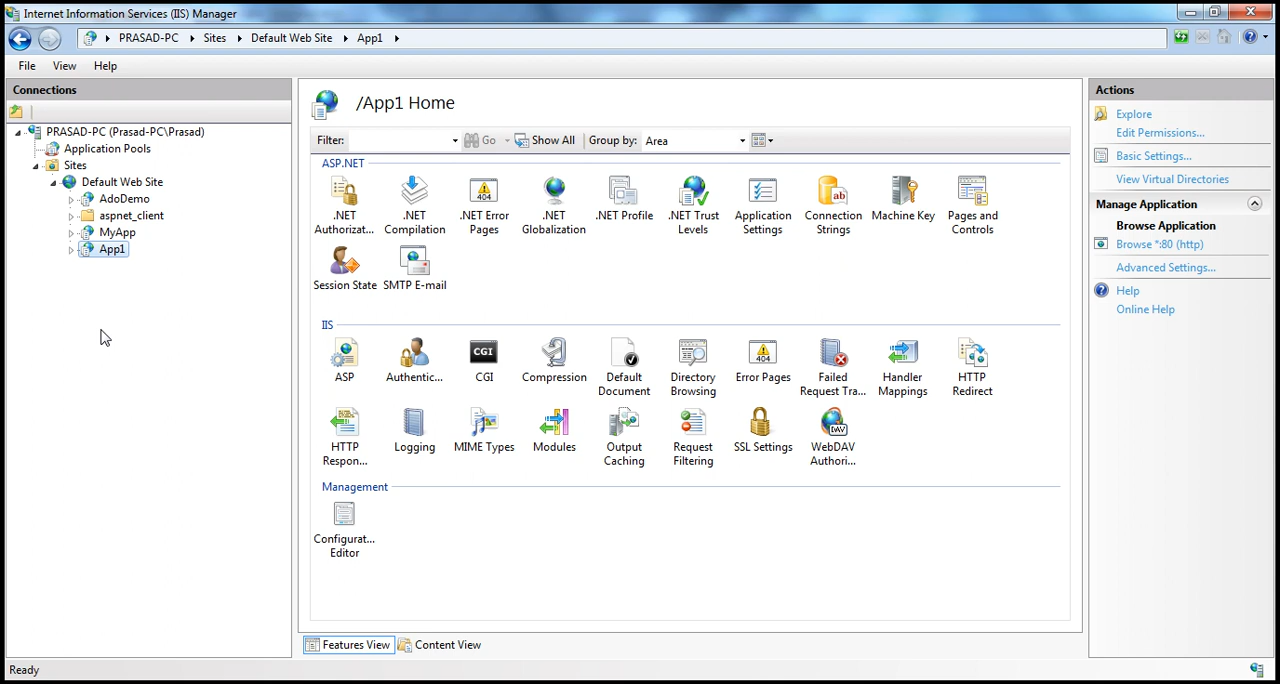 Internet Information Services (IIS) Manager
PRASAD-PC
Sites
Default Web Site
App1
File
View
Help
Connections
PRASAD-PC (Prasad-PC\Prasad)
Application Pools
Sites
Default Web Site
AdoDemo
aspnet_client
MyApp
App1
/App1 Home
Filter:
Go
Show All
Group by:
Area
ASP.NET
.NET
Authorizat...
.NET
Compilation
.NET Error
Pages
.NET
Globalization
.NET Profile
.NET Trust
Levels
Application
Settings
Connection
Strings
Machine Key
Pages and
Controls
Session State
SMTP E-mail
IIS
ASP
Authentic...
CGI
CGI
Compression
Default
Document
Directory
Browsing
404
Error Pages
Failed
Request Tra...
Handler
Mappings
HTTP
Redirect
HTTP
Respon...
Logging
MIME Types
Modules
Output
Caching
Request
Filtering
SSL Settings
DAV
WebDAV
Authori...
Management
Configurat...
Editor
Features View
Content View
Actions
Explore
Edit Permissions...
Basic Settings...
View Virtual Directories
Manage Application
Browse Application
Browse *:80 (http)
Advanced Settings...
Help
Online Help
Ready